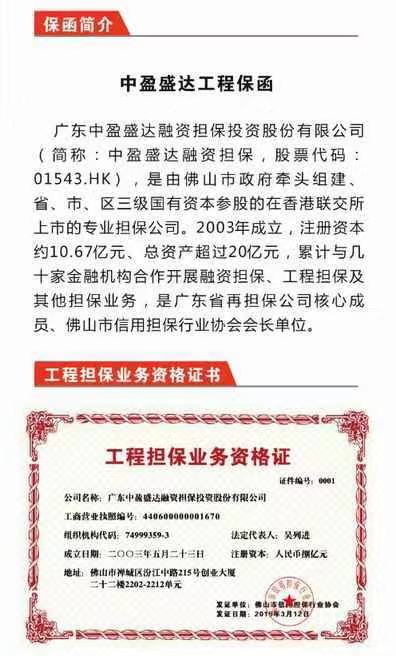 保函简介
中盈盛达工程保函
广东中盈盛达融资担保投资股份有限公司
（简称：中盈盛达融资担保，股票代码：
01543.HK），是由佛山市政府牵头组建、
省、市、区三级国有资本参股的在香港联交所
上市的专业担保公司。2003年成立，注册资本
约10.67亿元、总资产超过20亿元，累计与几
十家金融机构合作开展融资担保、工程担保及
其他担保业务，是广东省再担保公司核心成
员、佛山市信用担保行业协会会长单位。
工程担保业务资格证书
工程担保业务资格证
证件编号：0001
公司名称：广东中盈盛达融资担保投资股份有限公司
工商营业执照编号：440600000001670
组织机构代码：74999359-3 法定代表人：吴列进
成立日期：二〇〇三年五月二十三日 注册资本：人民币捌亿元
地址：佛山市禅城区汾江中路215号创业大厦
二十二楼2202-2212单元
发证单位：佛山市信用担保行业协会
发证日期：2016年3月12日